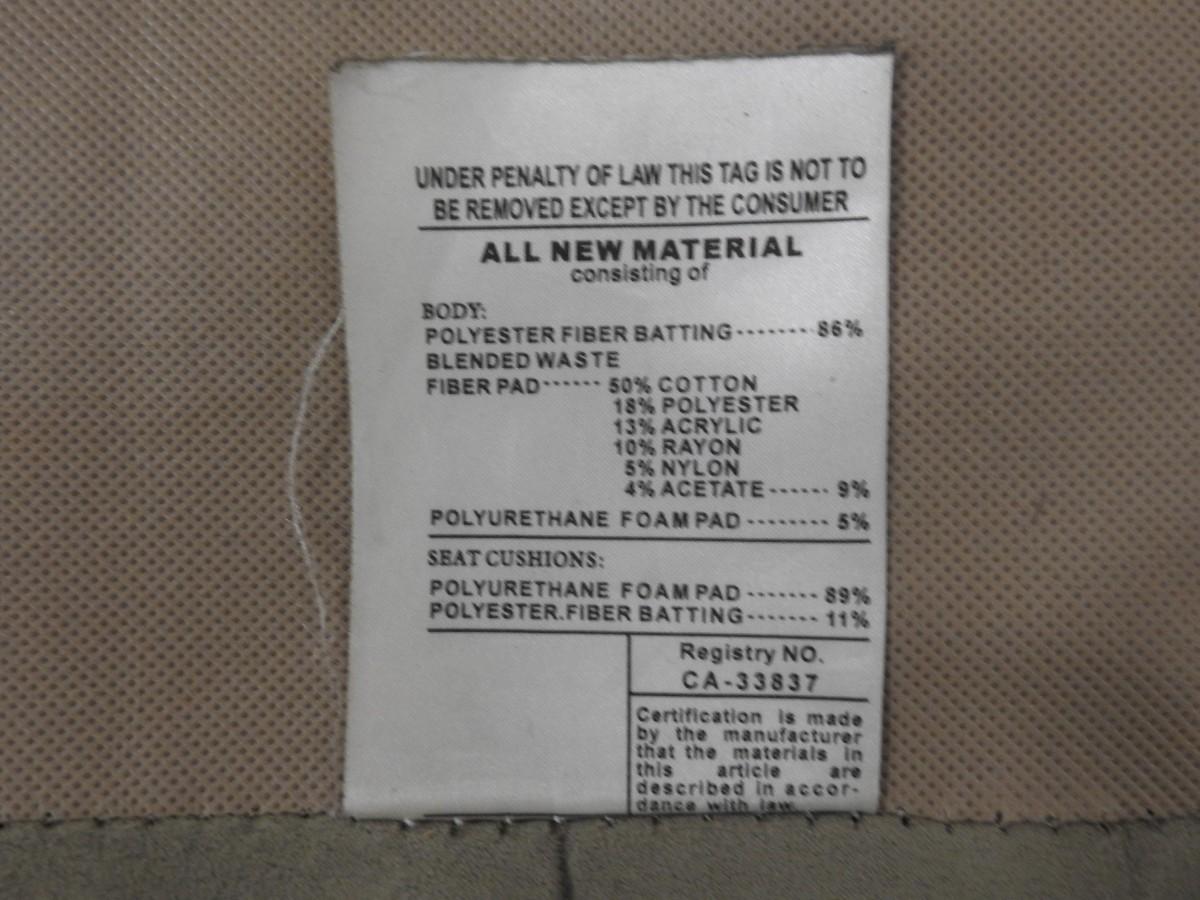 UNDER PENALTY OF LAW THIS TAG IS NOT TO
BE REMOVED EXCEPT BY THE CONSUMER
ALL NEW MATERIAL
consisting of
BODY:
POLYESTER FIBER BATTING--------86%
BLENDED WASTE
FIBER PAD------ 50% COTTON
18% POLYESTER
13% ACRYLIC
10% RAYON
5% NYLON
4% ACETATE------ 9%
POLYURETHANE FOAM PAD-------- 5%
SEAT CUSHIONS:
POLYURETHANE FOAM PAD------- 89%
POLYESTER.FIBER BATTING------- 11%
Registry NO.
CA-33837
Certification is made
by the manufacturer
that the materials in
this article are
described in accor-
dance with law.